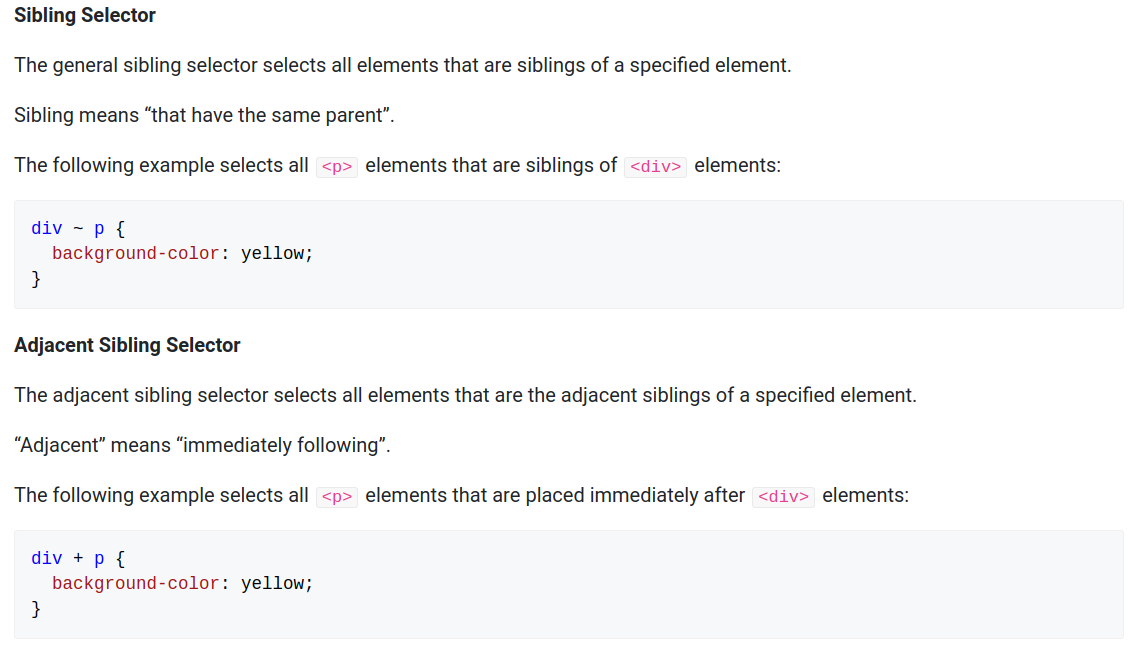 Sibling Selector
The general sibling selector selects all elements that are siblings of a specified element.
Sibling means “that have the same parent”.
The following example selects all <p> elements that are siblings of <div> elements:
div ~ p {
  background-color: yellow;
}
Adjacent Sibling Selector
The adjacent sibling selector selects all elements that are the adjacent siblings of a specified element.
“Adjacent” means “immediately following”.
The following example selects all <p> elements that are placed immediately after <div> elements:
div + p {
  background-color: yellow;
}